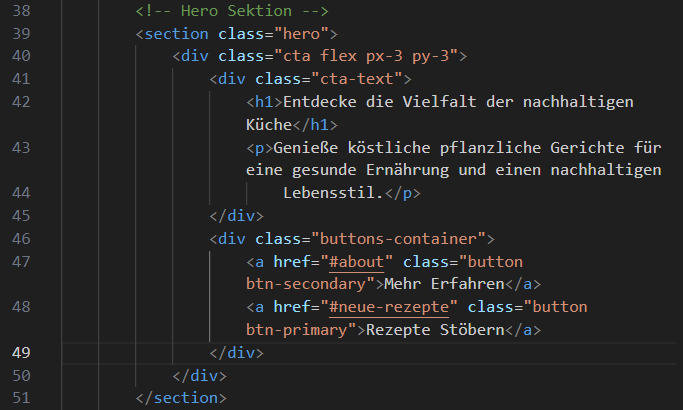 38 <!-- Hero Sektion -->
39 <section class="hero">
40 <div class="cta flex px-3 py-3">
41 <div class="cta-text">
42 <h1>Entdecke die Vielfalt der nachhaltigen
Küche</h1>
43 <p>Genieße köstliche pflanzliche Gerichte für
eine gesunde Ernährung und einen nachhaltigen
44 Lebensstil.</p>
45 </div>
46 <div class="buttons-container">
47 <a href="#about" class="button
btn-secondary">Mehr Erfahren</a>
48 <a href="#neue-rezepte" class="button
btn-primary">Rezepte Stöbern</a>
49 </div>
50 </div>
51 </section>